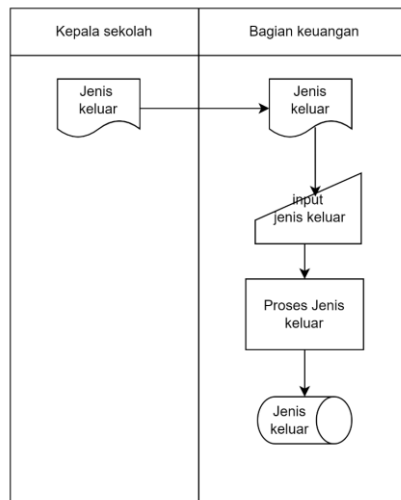 Kepala sekolah
Bagian keuangan
Jenis
keluar
Jenis
keluar
input
jenis keluar
Proses Jenis
keluar
Jenis
keluar